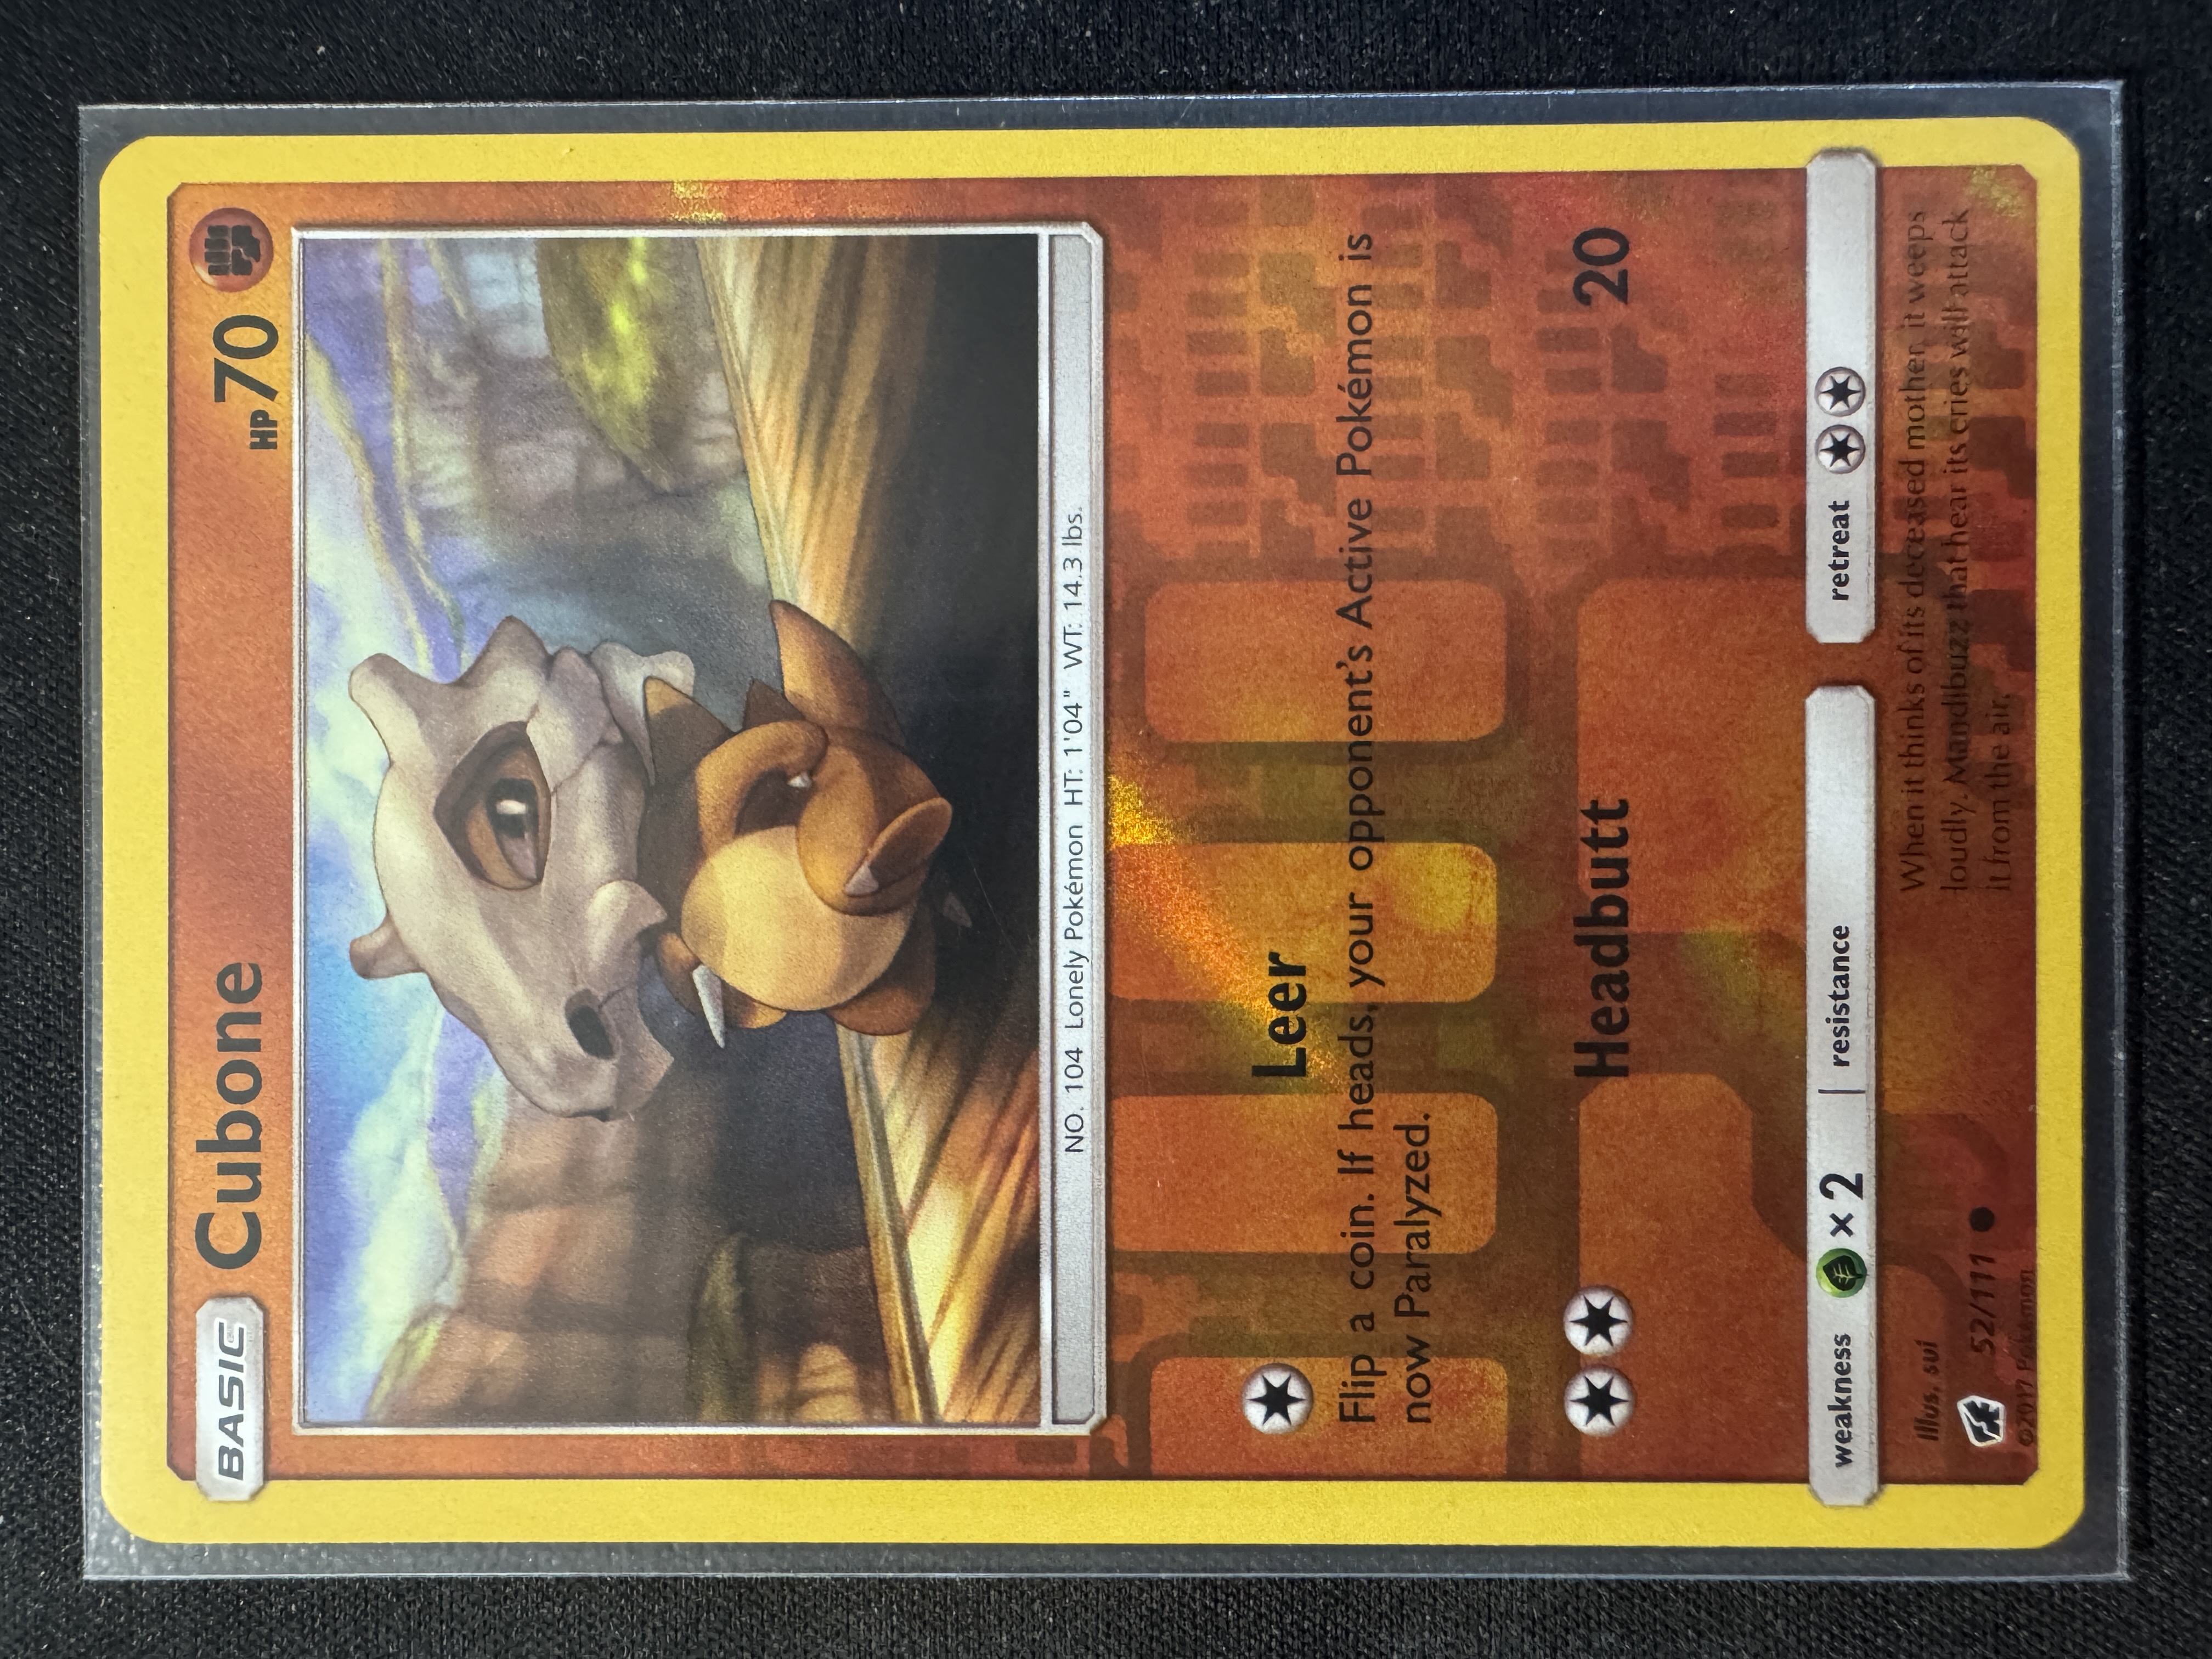 BASIC Cubone HP 70
NO. 104 Lonely Pokémon HT: 1'04" WT: 14.3 lbs.
Leer
Flip a coin. If heads, your opponent's Active Pokémon is
now Paralyzed.
Headbutt 20
weakness × 2 resistance retreat
Illus. sui
When it thinks of its deceased mother, it weeps
loudly. Mandibuzz that hear its cries will attack
it from the air.
52/111
©2017 Pokémon